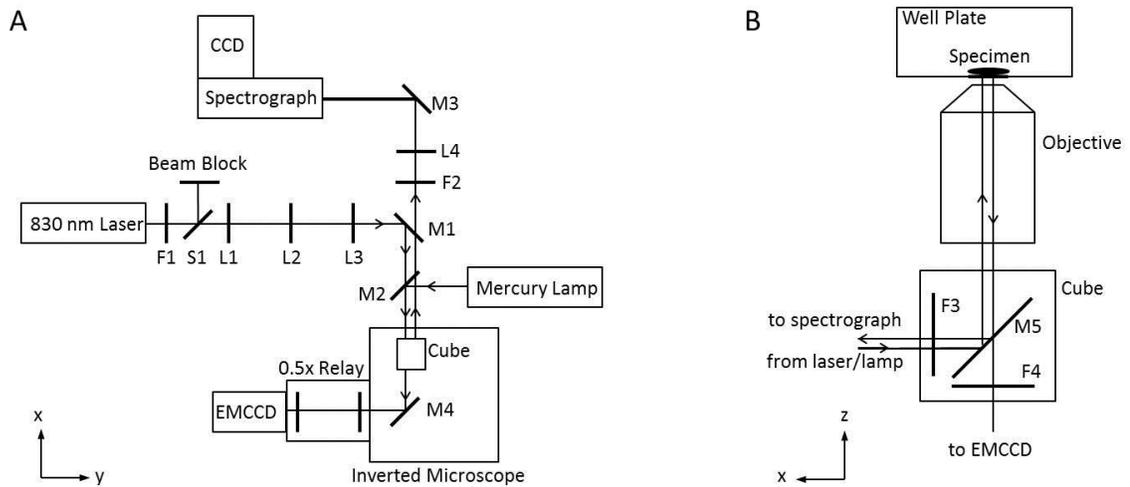 A
CCD
Spectrograph
M3
L4
F2
Beam Block
830 nm Laser
F1
S1
L1
L2
L3
M1
M2
Mercury Lamp
Cube
0.5x Relay
EMCCD
M4
Inverted Microscope
x
y
B
Well Plate
Specimen
Objective
Cube
F3
M5
to spectrograph
from laser/lamp
F4
to EMCCD
z
x